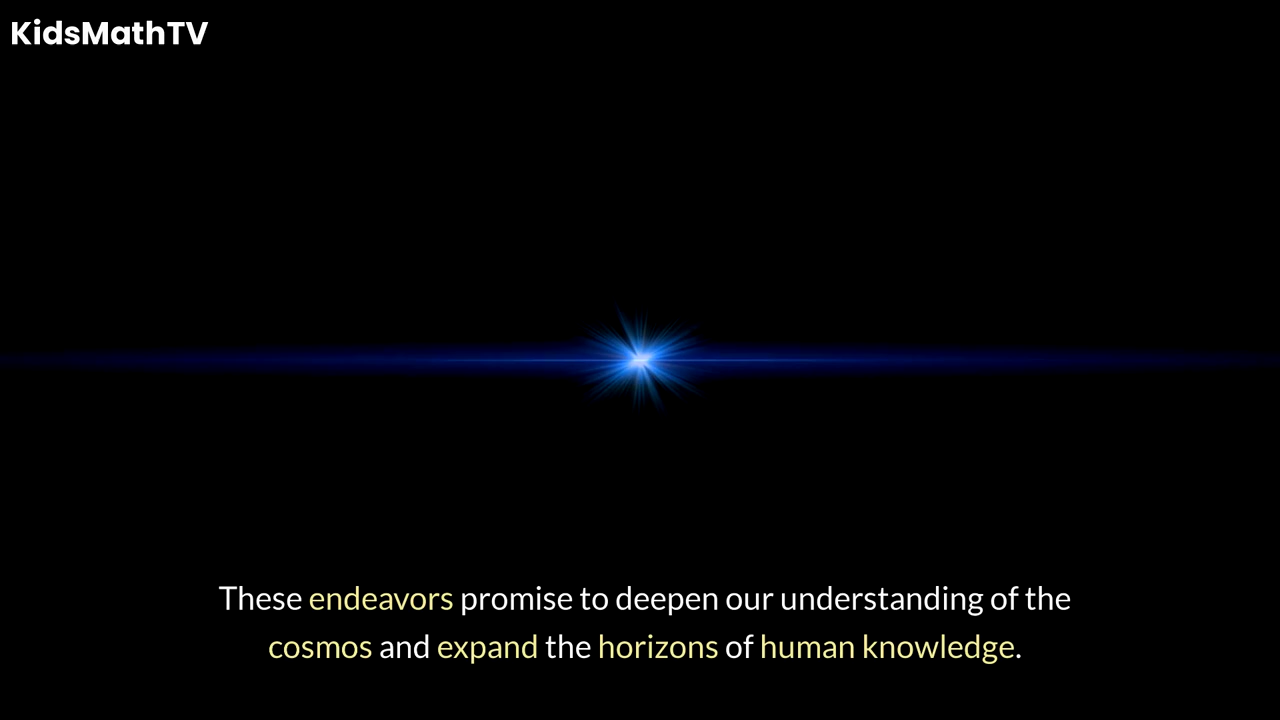 KidsMathTV
These endeavors promise to deepen our understanding of the
cosmos and expand the horizons of human knowledge.